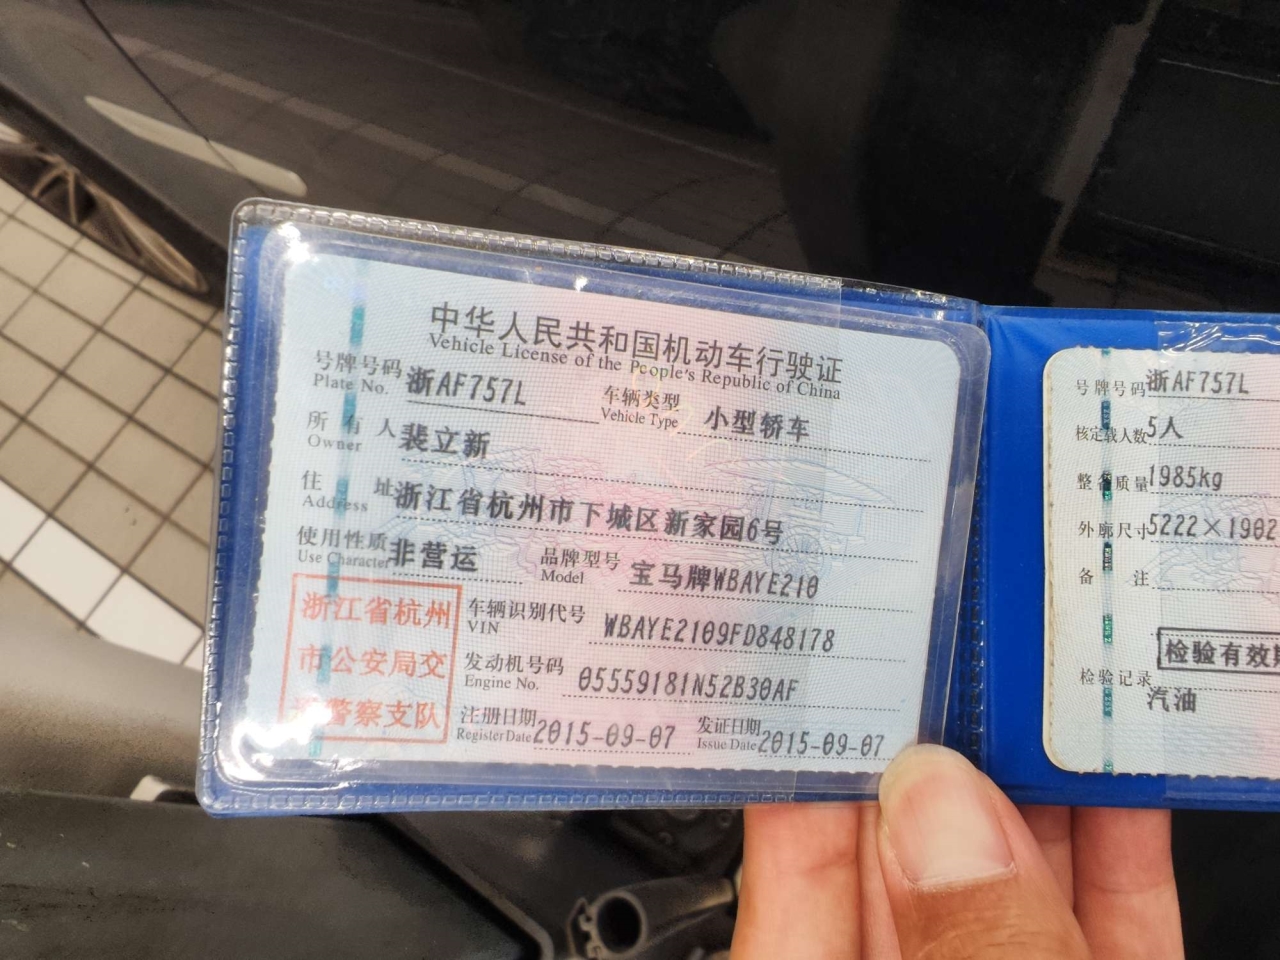 中华人民共和国机动车行驶证
Vehicle License of the People's Republic of China
号牌号码 浙AF757L 车辆类型 小型轿车
Plate No. Vehicle Type
所有人 裴立新
Owner
住址 浙江省杭州市下城区新家园6号
Address
使用性质 非营运 品牌型号 宝马牌WBAYE210
Use Character Model
浙江省杭州
市公安局交
警察支队
车辆识别代号 WBAYE2109FD848178
VIN
发动机号码 05559181N52B30AF
Engine No.
注册日期 2015-09-07 发证日期 2015-09-07
Register Date Issue Date
号牌号码 浙AF757L
核定载人数 5人
整备质量 1985kg
外廓尺寸 5222×1902
备注
检验有效期
检验记录
汽油